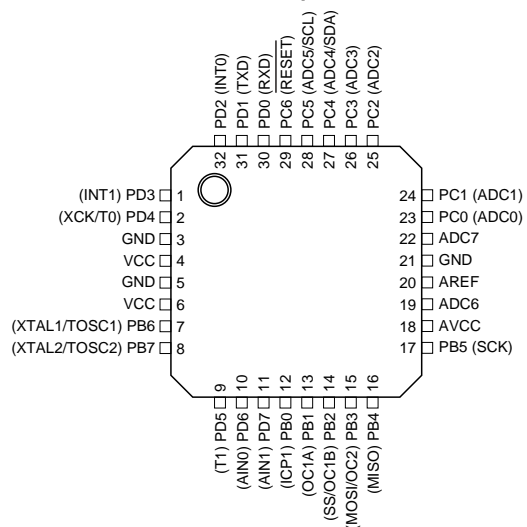 PD2 (INT0)
PD1 (TXD)
PD0 (RXD)
PC6 (RESET)
PC5 (ADC5/SCL)
PC4 (ADC4/SDA)
PC3 (ADC3)
PC2 (ADC2)
32
31
30
29
28
27
26
25
(INT1) PD3 1
(XCK/T0) PD4 2
GND 3
VCC 4
GND 5
VCC 6
(XTAL1/TOSC1) PB6 7
(XTAL2/TOSC2) PB7 8
24 PC1 (ADC1)
23 PC0 (ADC0)
22 ADC7
21 GND
20 AREF
19 ADC6
18 AVCC
17 PB5 (SCK)
9
10
11
12
13
14
15
16
(T1) PD5
(AIN0) PD6
(AIN1) PD7
(ICP1) PB0
(OC1A) PB1
(SS/OC1B) PB2
(MOSI/OC2) PB3
(MISO) PB4